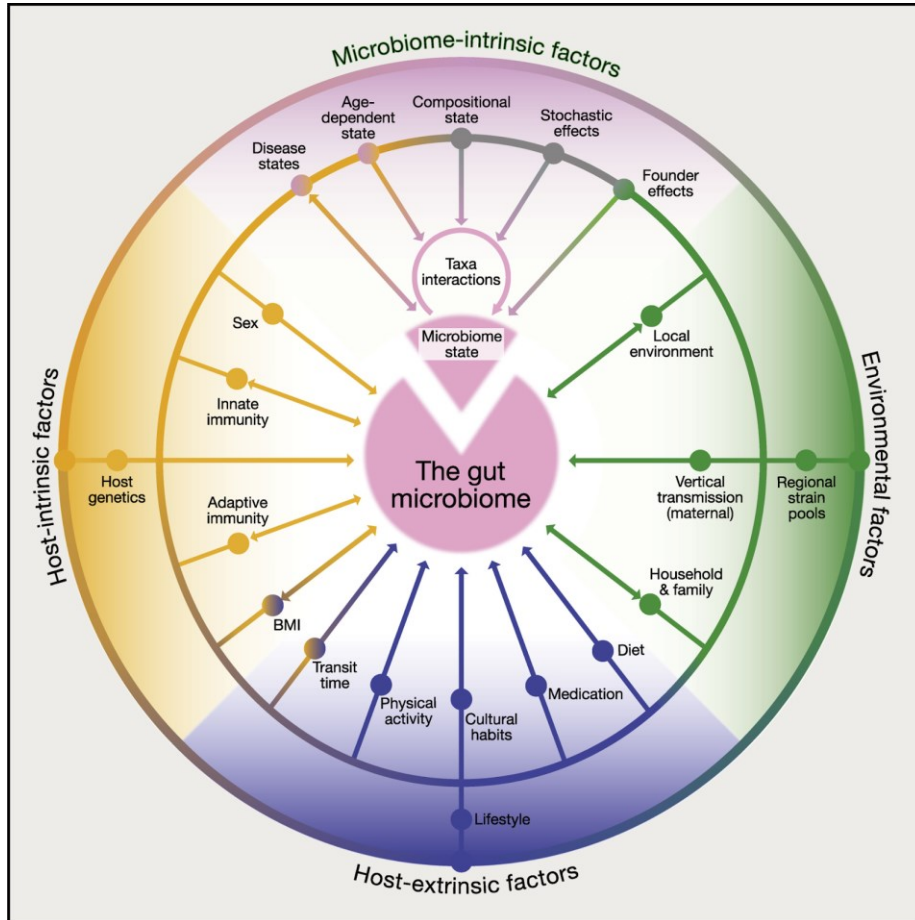 Microbiome-intrinsic factors
Age-
dependent state
Compositional
state
Stochastic
effects
Disease
states
Founder
effects
Taxa
interactions
Microbiome
state
Sex
Local
environment
Innate
immunity
Host-intrinsic factors
Environmental factors
Host
genetics
The gut
microbiome
Vertical
transmission
(maternal)
Regional
strain
pools
Adaptive
immunity
Household
& family
BMI
Transit
time
Diet
Physical
activity
Cultural
habits
Medication
Lifestyle
Host-extrinsic factors